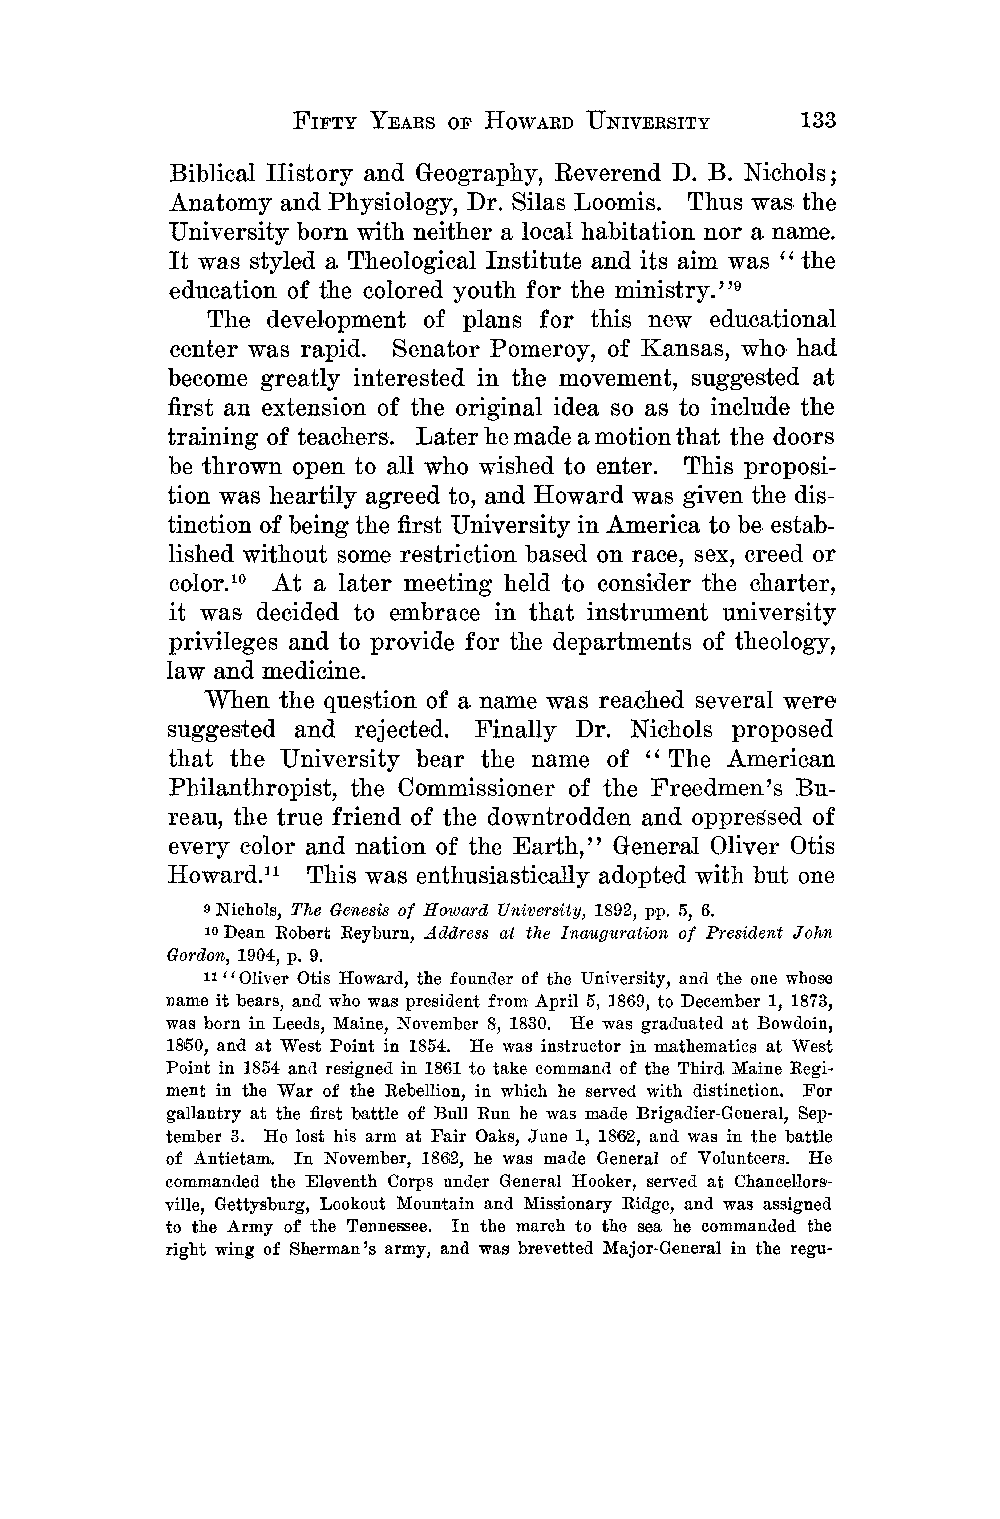 Fifty Years of Howard University 133
Biblical History and Geography, Reverend D. B. Nichols;
Anatomy and Physiology, Dr. Silas Loomis. Thus was the
University born with neither a local habitation nor a name.
It was styled a Theological Institute and its aim was “the
education of the colored youth for the ministry.”⁹
The development of plans for this new educational
center was rapid. Senator Pomeroy, of Kansas, who had
become greatly interested in the movement, suggested at
first an extension of the original idea so as to include the
training of teachers. Later he made a motion that the doors
be thrown open to all who wished to enter. This proposi-
tion was heartily agreed to, and Howard was given the dis-
tinction of being the first University in America to be estab-
lished without some restriction based on race, sex, creed or
color.¹⁰ At a later meeting held to consider the charter,
it was decided to embrace in that instrument university
privileges and to provide for the departments of theology,
law and medicine.
When the question of a name was reached several were
suggested and rejected. Finally Dr. Nichols proposed
that the University bear the name of “The American
Philanthropist, the Commissioner of the Freedmen’s Bu-
reau, the true friend of the downtrodden and oppressed of
every color and nation of the Earth,” General Oliver Otis
Howard.¹¹ This was enthusiastically adopted with but one
⁹ Nichols, The Genesis of Howard University, 1892, pp. 5, 6.
¹⁰ Dean Robert Reyburn, Address at the Inauguration of President John
Gordon, 1904, p. 9.
¹¹ “Oliver Otis Howard, the founder of the University, and the one whose
name it bears, and who was president from April 5, 1869, to December 1, 1873,
was born in Leeds, Maine, November 8, 1830. He was graduated at Bowdoin,
1850, and at West Point in 1854. He was instructor in mathematics at West
Point in 1854 and resigned in 1861 to take command of the Third Maine Regi-
ment in the War of the Rebellion, in which he served with distinction. For
gallantry at the first battle of Bull Run he was made Brigadier-General, Sep-
tember 3. He lost his arm at Fair Oaks, June 1, 1862, and was in the battle
of Antietam. In November, 1862, he was made General of Volunteers. He
commanded the Eleventh Corps under General Hooker, served at Chancellors-
ville, Gettysburg, Lookout Mountain and Missionary Ridge, and was assigned
to the Army of the Tennessee. In the march to the sea he commanded the
right wing of Sherman’s army, and was brevetted Major-General in the regu-